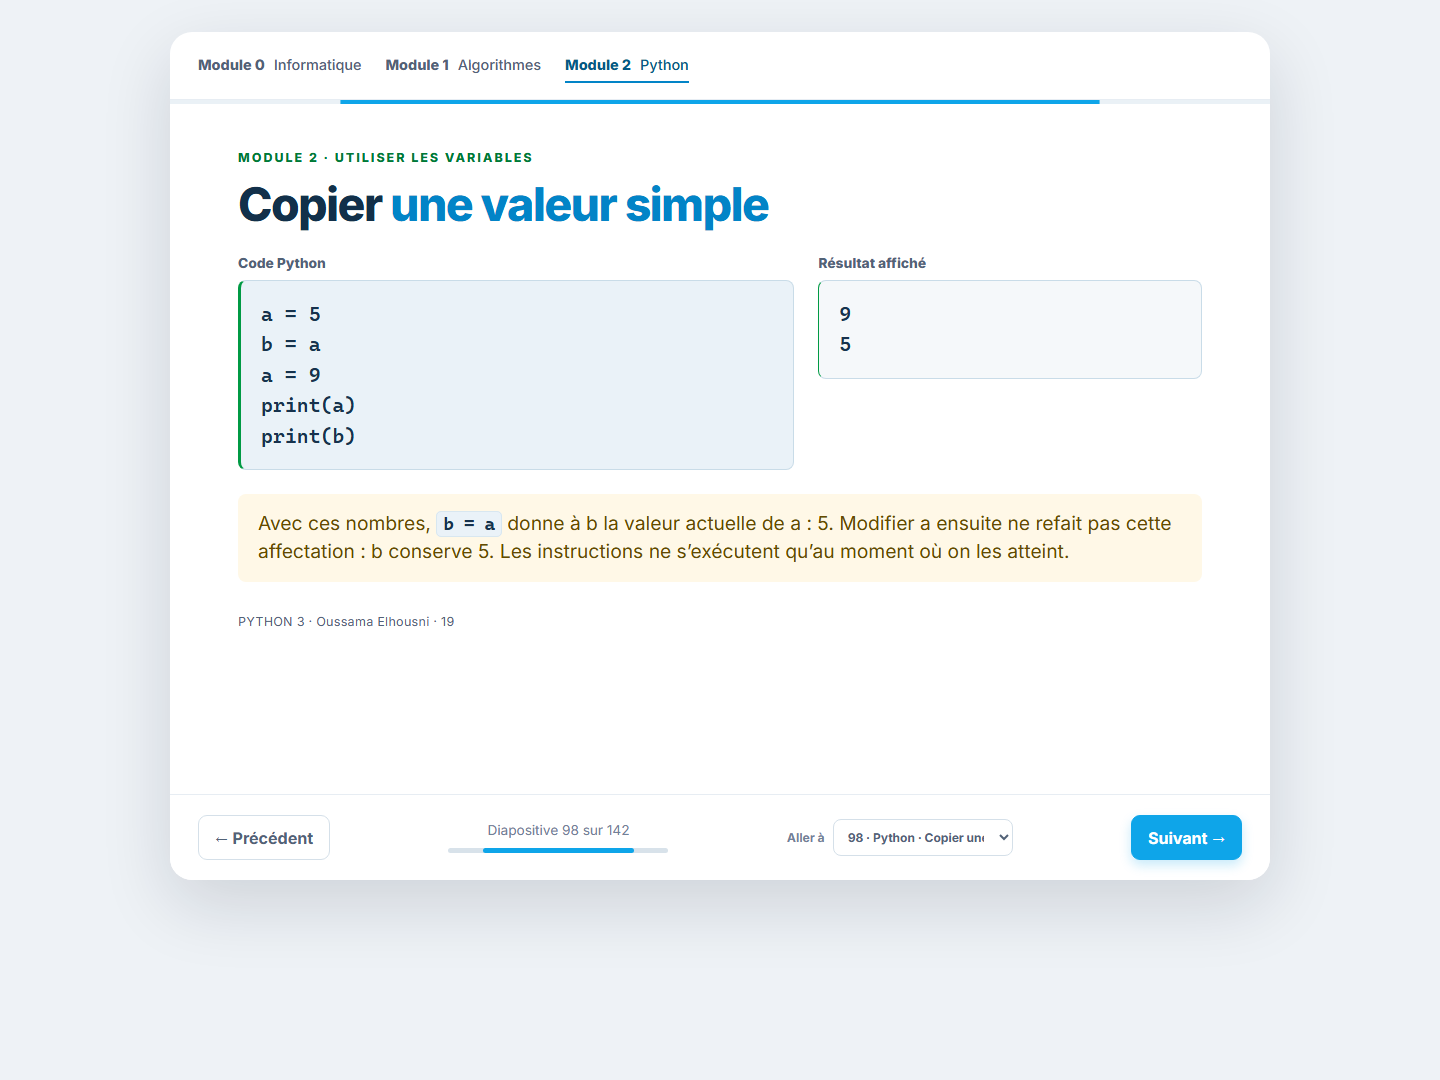 Module 0 Informatique Module 1 Algorithmes Module 2 Python
MODULE 2 · UTILISER LES VARIABLES
Copier une valeur simple
Code Python
a = 5
b = a
a = 9
print(a)
print(b)
Résultat affiché
9
5
Avec ces nombres, b = a donne à b la valeur actuelle de a : 5. Modifier a ensuite ne refait pas cette
affectation : b conserve 5. Les instructions ne s’exécutent qu’au moment où on les atteint.
PYTHON 3 · Oussama Elhousni · 19
← Précédent
Diapositive 98 sur 142
Aller à
98 · Python · Copier une
Suivant →